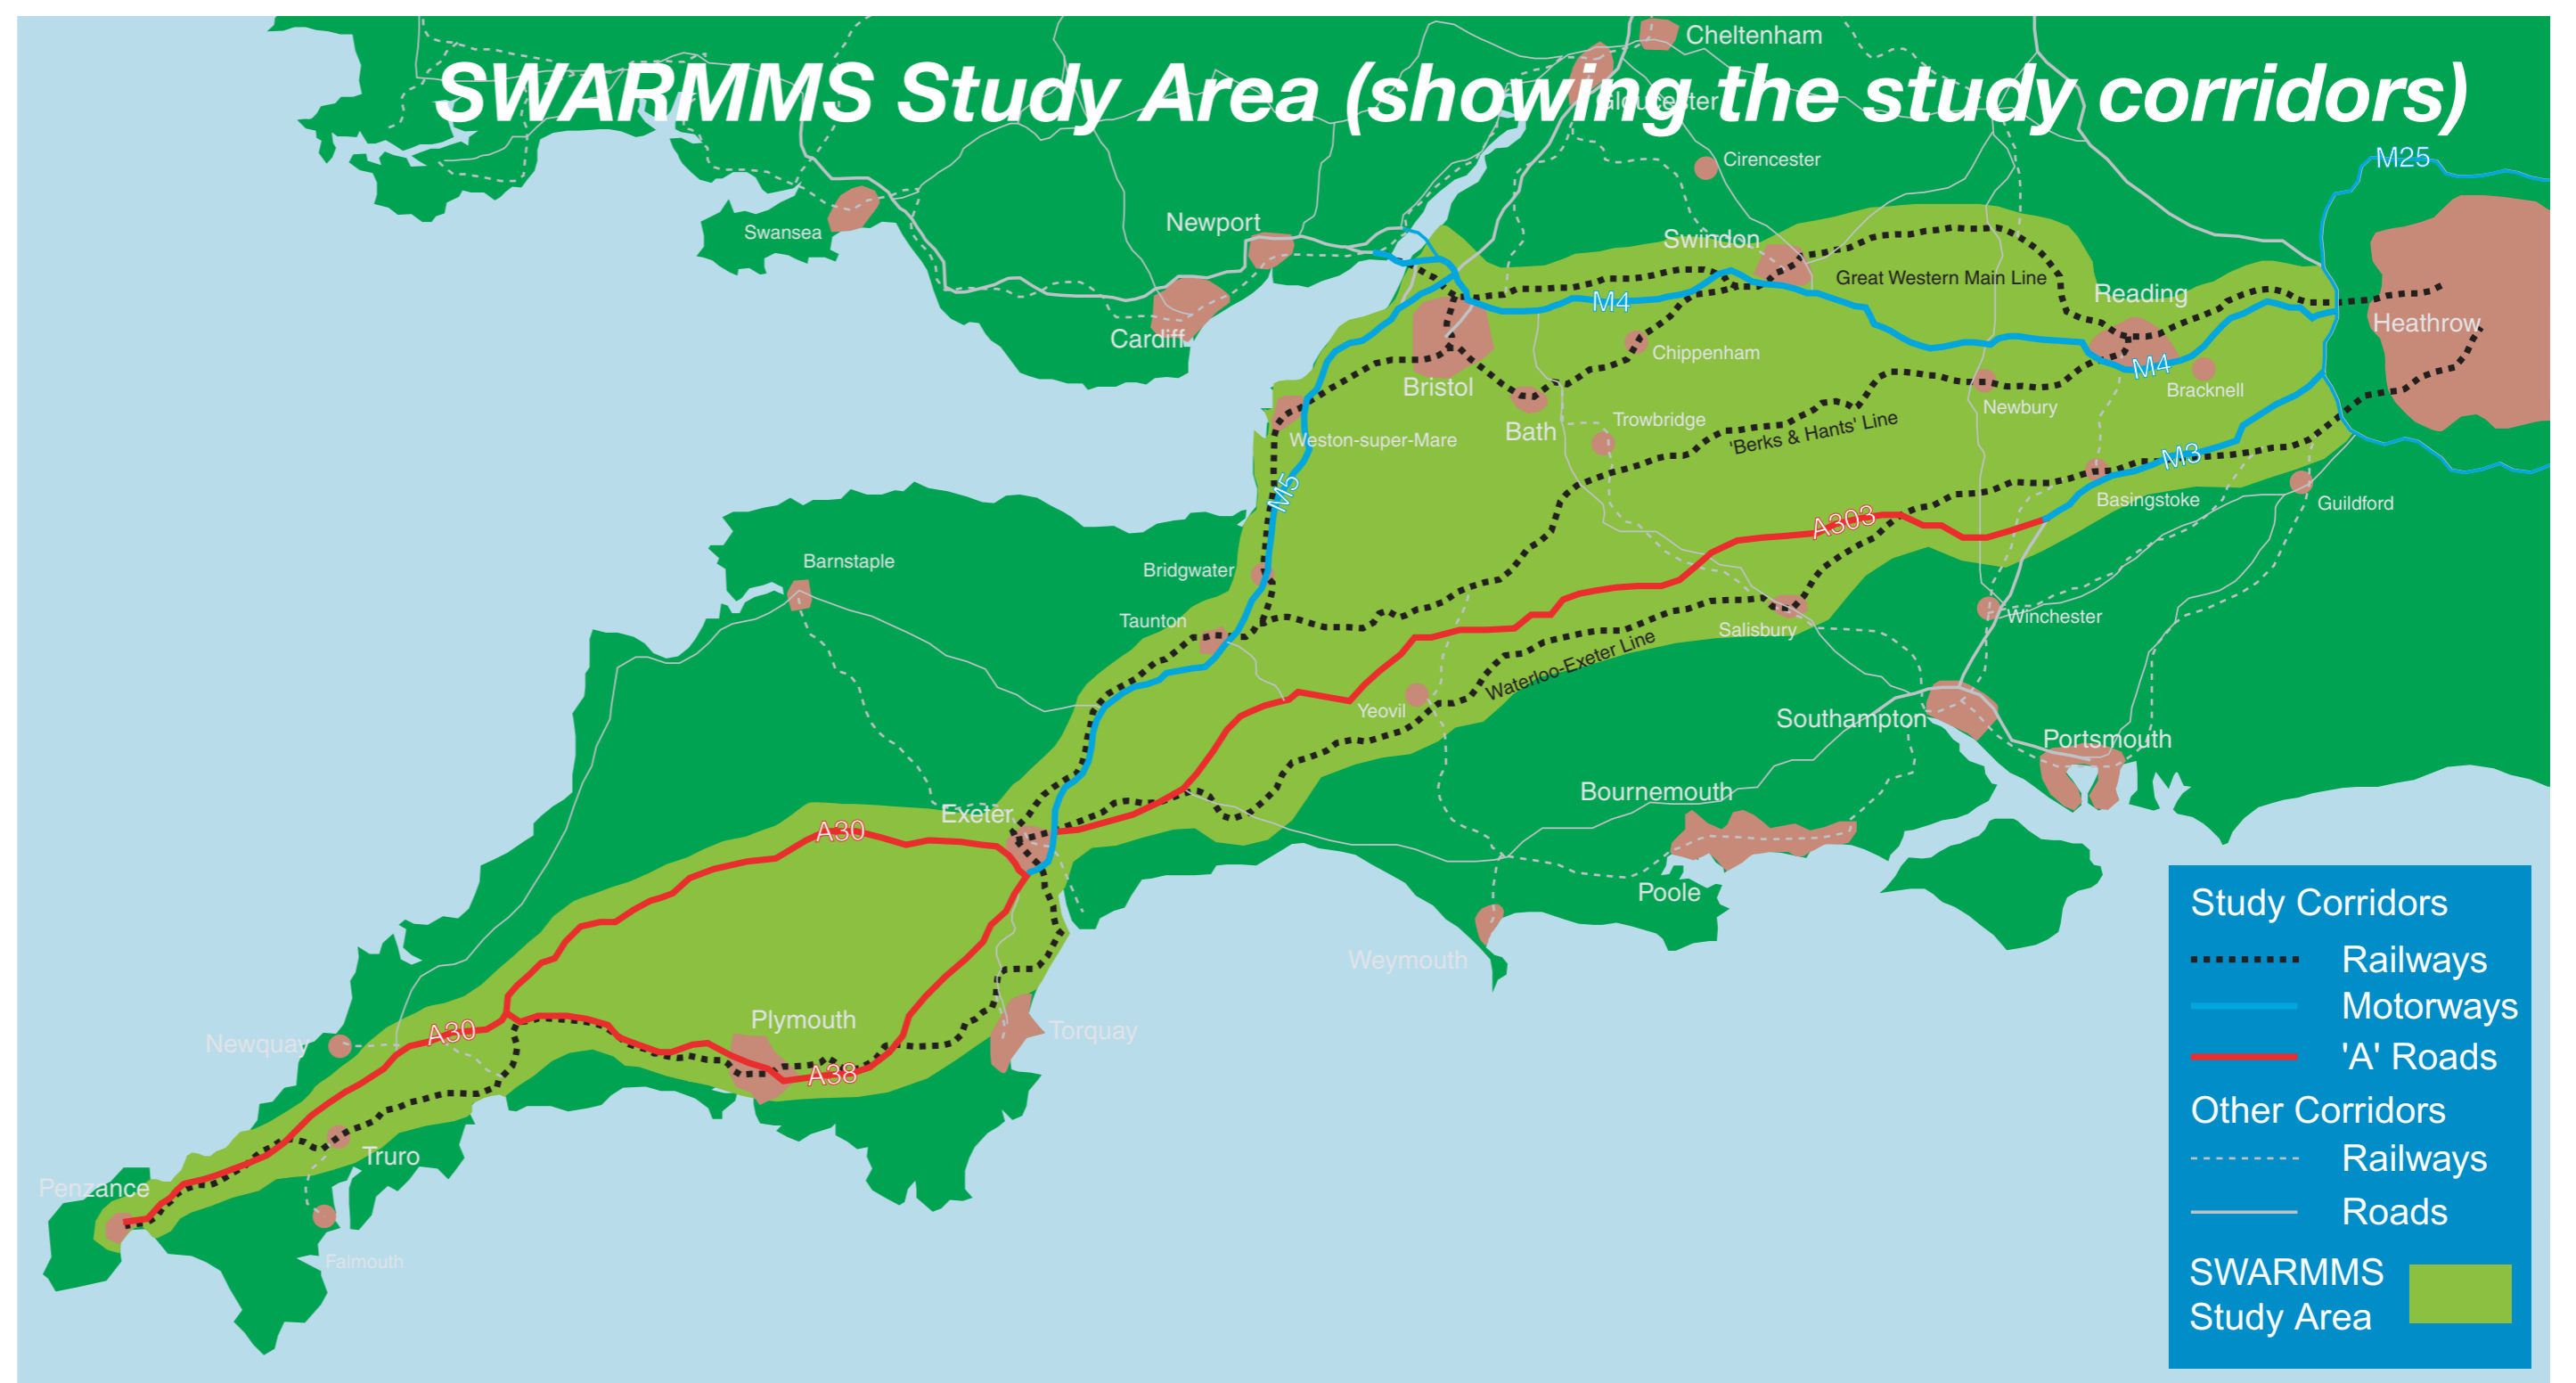 SWARMMS Study Area (showing the study corridors)
Cheltenham
Gloucester
M25
Cirencester
Newport
Swansea
Swindon
Great Western Main Line
Reading
M4
Heathrow
Cardiff
Chippenham
M4
Bristol
Bracknell
Newbury
Trowbridge
Bath
'Berks & Hants' Line
Weston-super-Mare
M3
M5
Basingstoke
Guildford
A303
Barnstaple
Bridgwater
Taunton
Winchester
Salisbury
Waterloo-Exeter Line
Yeovil
Southampton
Portsmouth
Bournemouth
Exeter
A30
Poole
Weymouth
Plymouth
Torquay
A30
Newquay
A38
Truro
Penzance
Falmouth
Study Corridors
Railways
Motorways
'A' Roads
Other Corridors
Railways
Roads
SWARMMS
Study Area